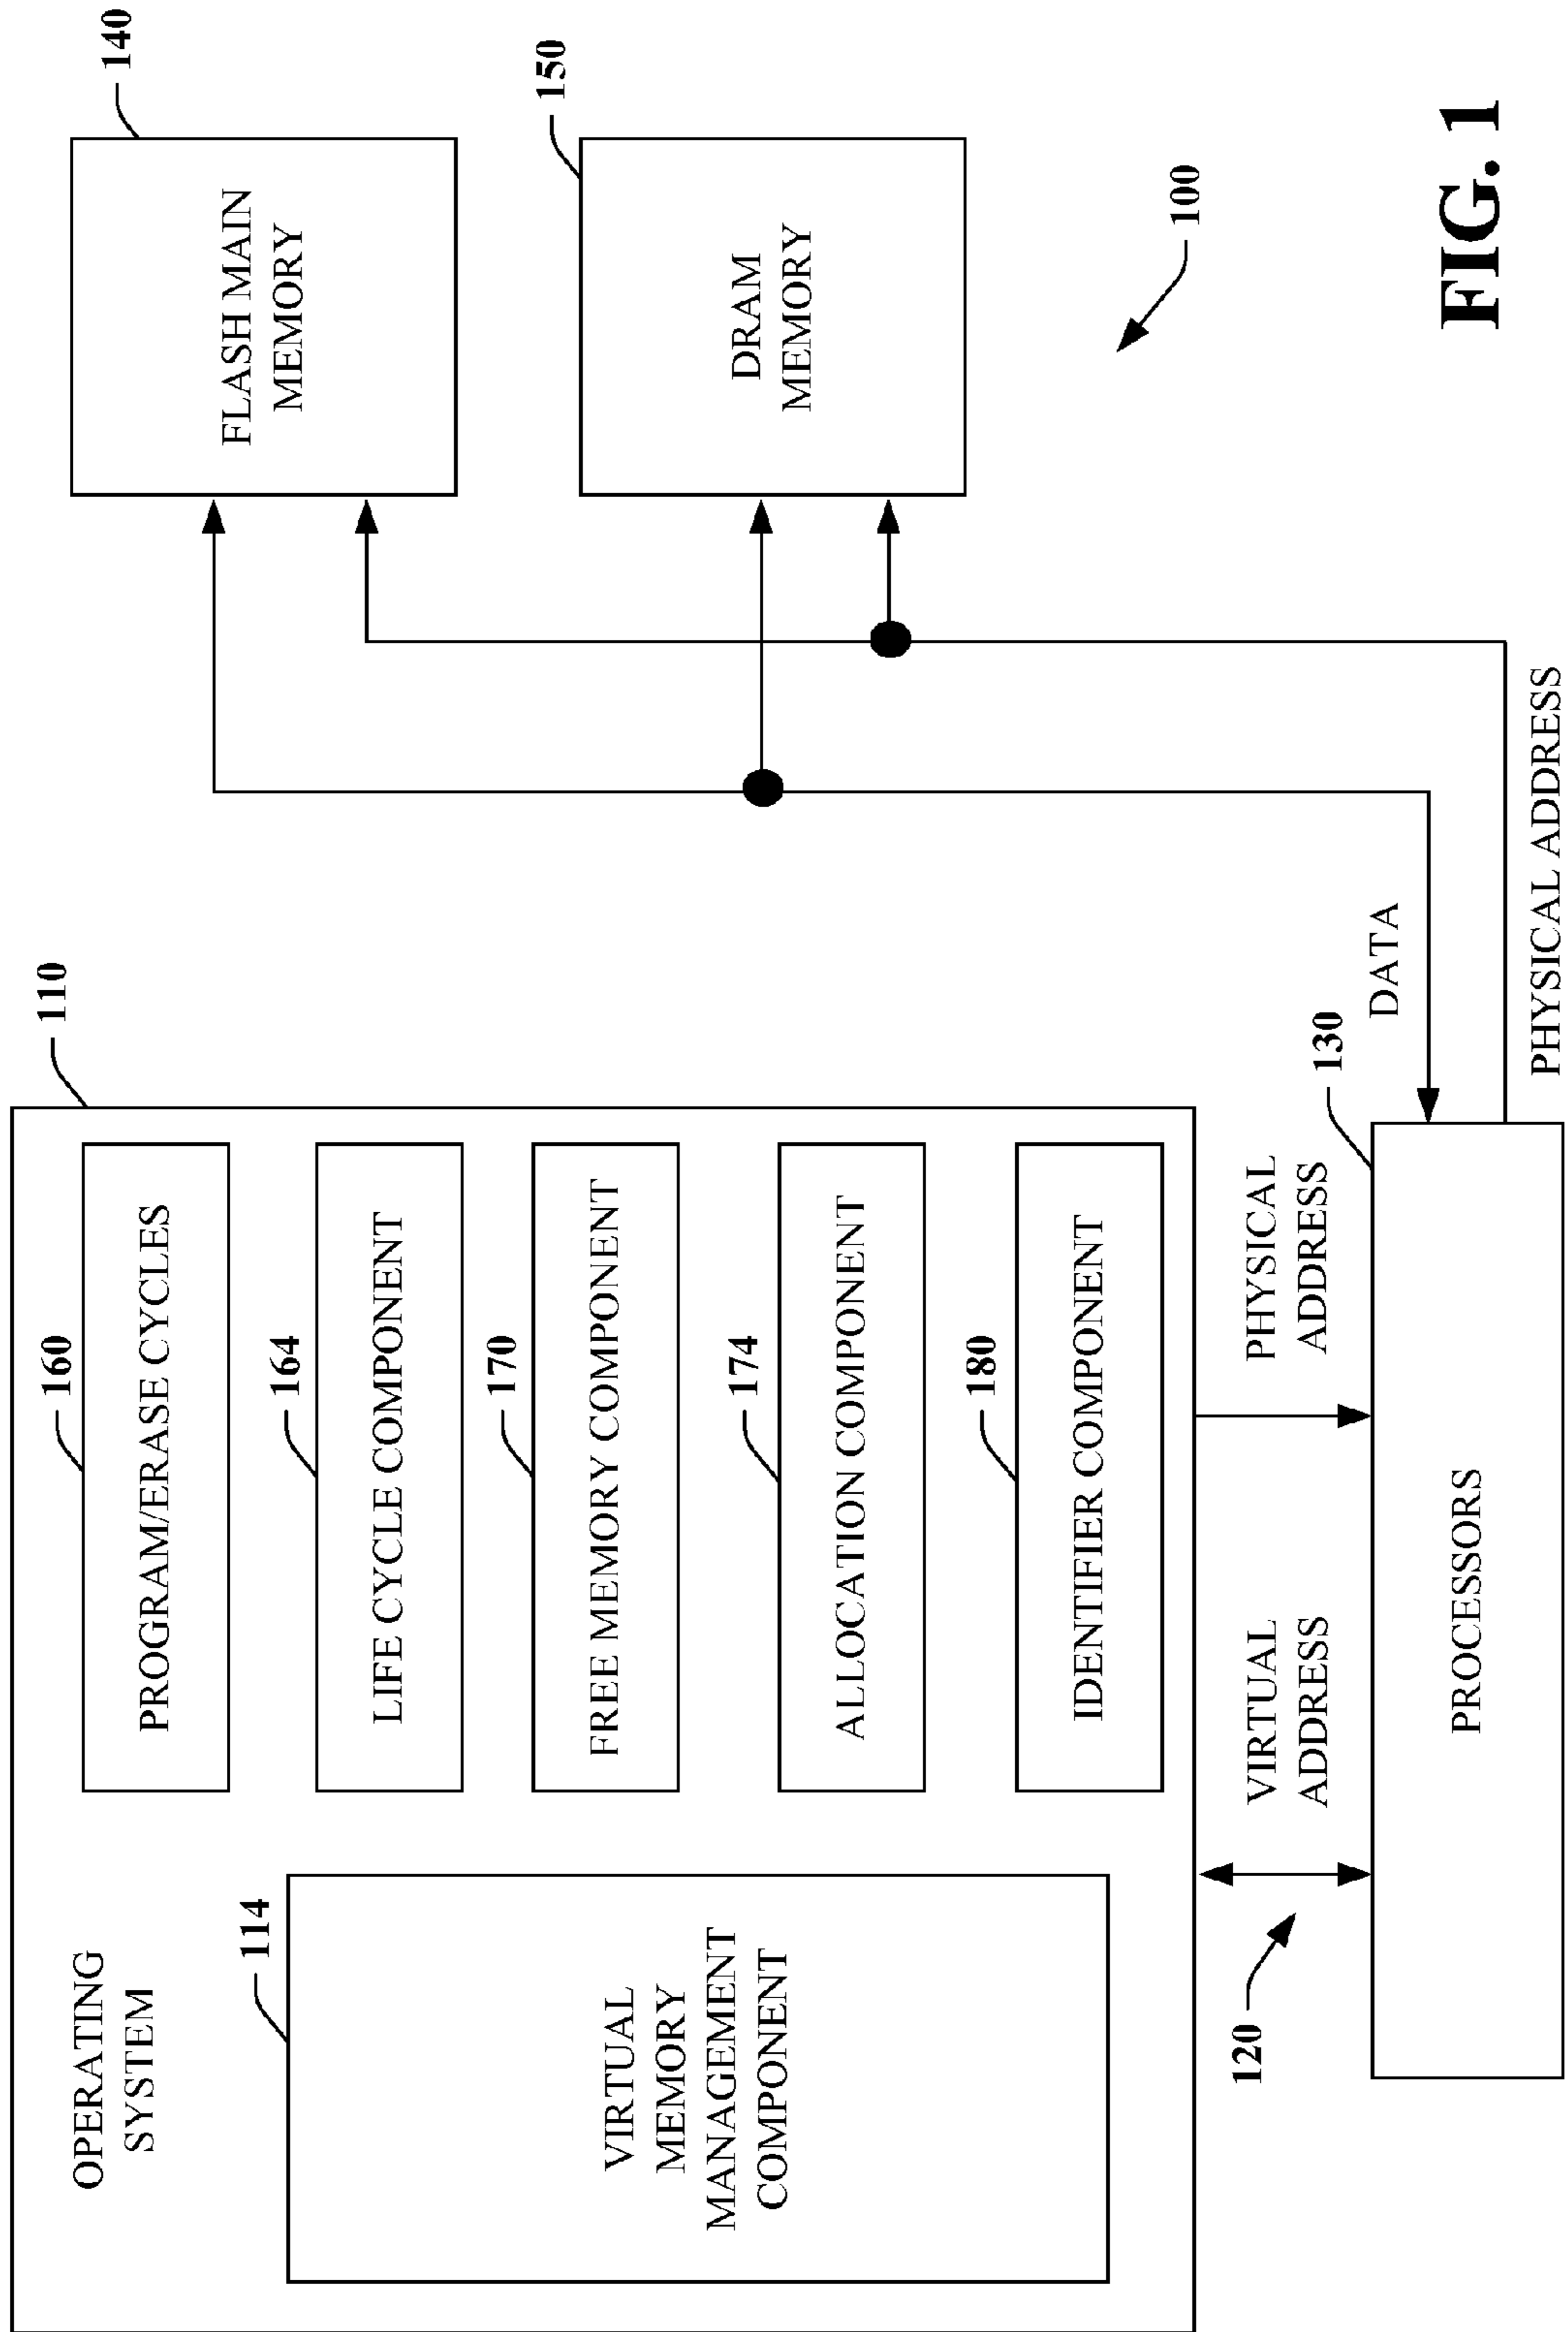 110
OPERATING
SYSTEM
114
VIRTUAL
MEMORY
MANAGEMENT
COMPONENT
160
PROGRAM/ERASE CYCLES
164
LIFE CYCLE COMPONENT
170
FREE MEMORY COMPONENT
174
ALLOCATION COMPONENT
180
IDENTIFIER COMPONENT
140
FLASH MAIN
MEMORY
150
DRAM
MEMORY
100
120
VIRTUAL
ADDRESS
PHYSICAL
ADDRESS
130
PROCESSORS
DATA
PHYSICAL ADDRESS
FIG. 1